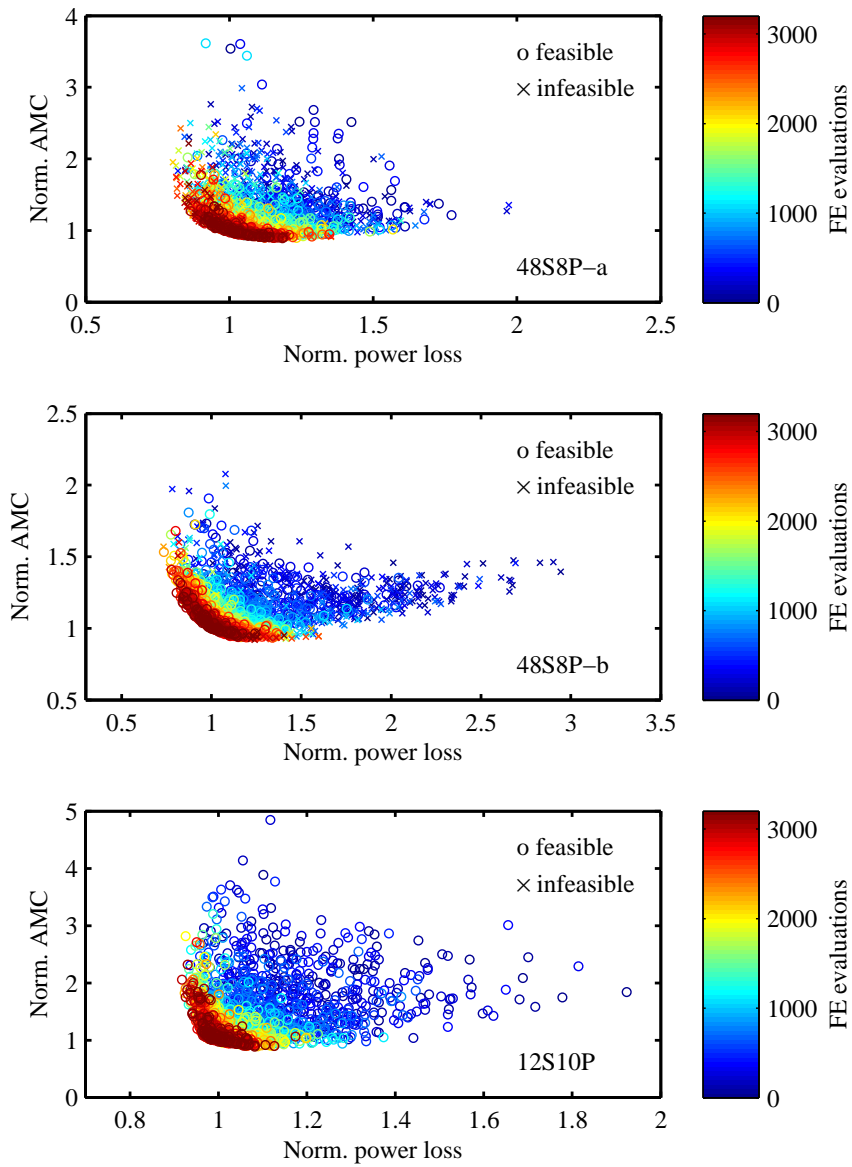 4
3
2
1
0
Norm. AMC
o feasible
× infeasible
48S8P−a
0.5
1
1.5
2
2.5
Norm. power loss
3000
2000
1000
0
FE evaluations
2.5
2
1.5
1
0.5
Norm. AMC
o feasible
× infeasible
48S8P−b
0.5
1
1.5
2
2.5
3
3.5
Norm. power loss
3000
2000
1000
0
FE evaluations
5
4
3
2
1
0
Norm. AMC
o feasible
× infeasible
12S10P
0.8
1
1.2
1.4
1.6
1.8
2
Norm. power loss
3000
2000
1000
0
FE evaluations